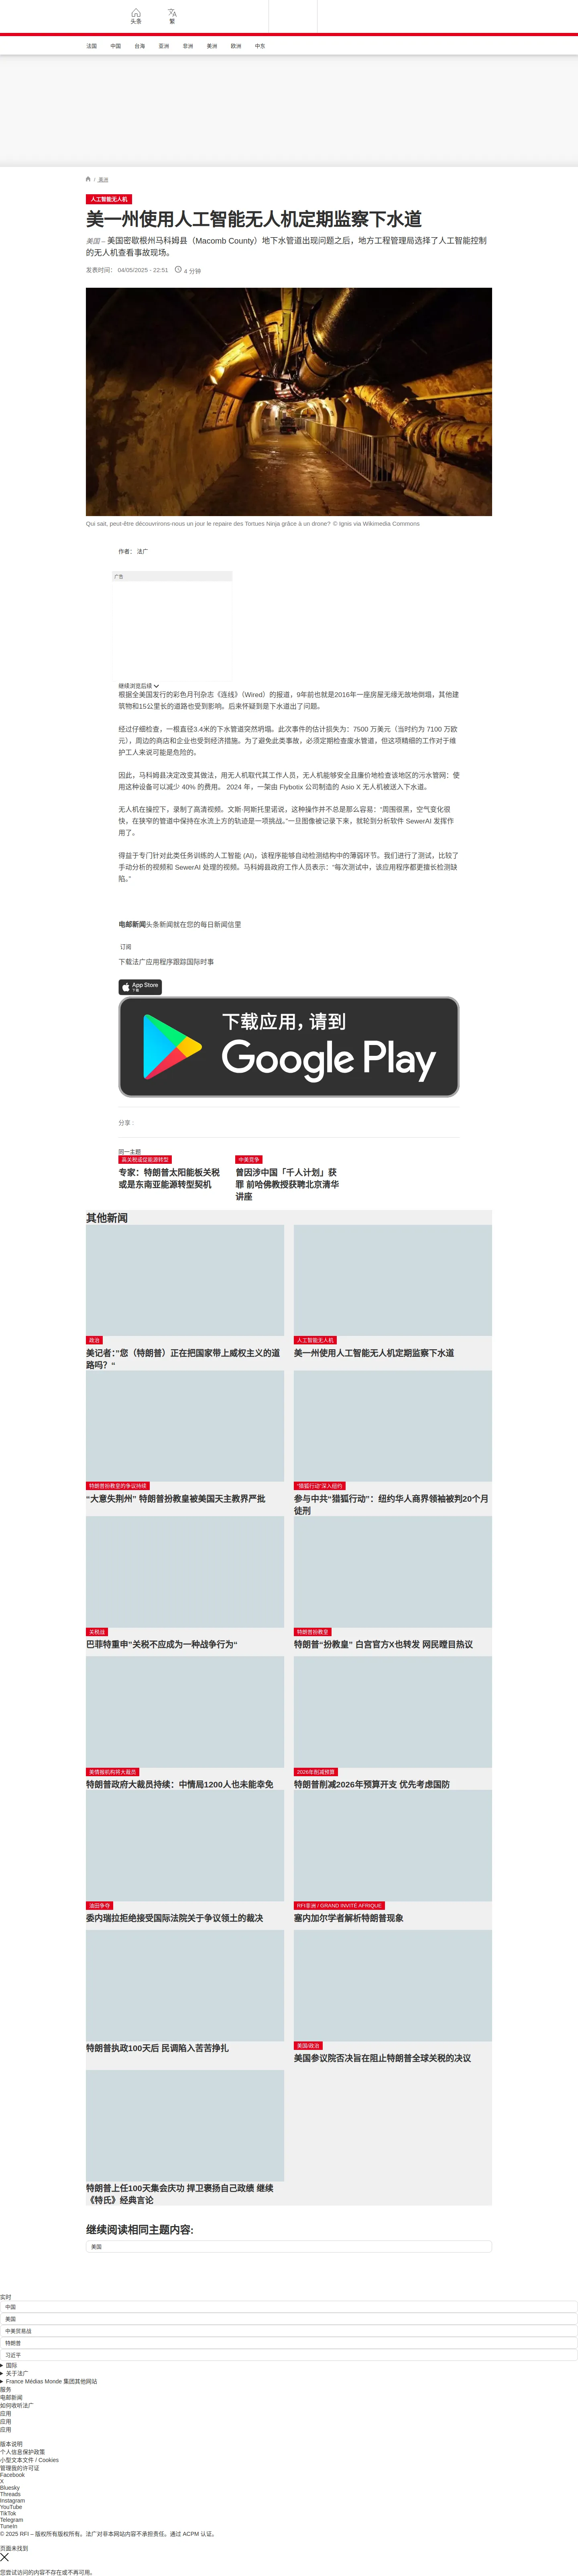 头条
繁
法国
中国
台海
亚洲
非洲
美洲
欧洲
中东
/ 美洲
人工智能无人机
美一州使用人工智能无人机定期监察下水道
美国 – 美国密歇根州马科姆县（Macomb County）地下水管道出现问题之后，地方工程管理局选择了人工智能控制
的无人机查看事故现场。
发表时间： 04/05/2025 - 22:51
4 分钟
Qui sait, peut-être découvrirons-nous un jour le repaire des Tortues Ninja grâce à un drone? © Ignis via Wikimedia Commons
作者： 法广
广告
继续浏览后续
根据全美国发行的彩色月刊杂志《连线》（Wired）的报道，9年前也就是2016年一座房屋无缘无故地倒塌，其他建
筑物和15公里长的道路也受到影响。后来怀疑到是下水道出了问题。
经过仔细检查，一根直径3.4米的下水管道突然坍塌。此次事件的估计损失为：7500 万美元（当时约为 7100 万欧
元），周边的商店和企业也受到经济措施。为了避免此类事故，必须定期检查废水管道，但这项精细的工作对于维
护工人来说可能是危险的。
因此，马科姆县决定改变其做法，用无人机取代其工作人员，无人机能够安全且廉价地检查该地区的污水管网：使
用这种设备可以减少 40% 的费用。 2024 年，一架由 Flybotix 公司制造的 Asio X 无人机被送入下水道。
无人机在操控下，录制了高清视频。文斯·阿斯托里诺说，这种操作并不总是那么容易：“周围很黑，空气变化很
快，在狭窄的管道中保持在水流上方的轨迹是一项挑战。”一旦图像被记录下来，就轮到分析软件 SewerAI 发挥作
用了。
得益于专门针对此类任务训练的人工智能 (AI)，该程序能够自动检测结构中的薄弱环节。我们进行了测试，比较了
手动分析的视频和 SewerAI 处理的视频。马科姆县政府工作人员表示：“每次测试中，该应用程序都更擅长检测缺
陷。”
电邮新闻头条新闻就在您的每日新闻信里
订阅
下载法广应用程序跟踪国际时事
App Store
下载
下载应用，请到
Google Play
分享 :
同一主题
高关税或促能源转型
专家：特朗普太阳能板关税
或是东南亚能源转型契机
中美竞争
曾因涉中国「千人计划」获
罪 前哈佛教授获聘北京清华
讲座
其他新闻
政治
美记者："您（特朗普）正在把国家带上威权主义的道
路吗？“
人工智能无人机
美一州使用人工智能无人机定期监察下水道
特朗普扮教皇的争议持续
“大意失荆州” 特朗普扮教皇被美国天主教界严批
"猎狐行动"深入纽约
参与中共“猎狐行动”：纽约华人商界领袖被判20个月
徒刑
关税战
巴菲特重申"关税不应成为一种战争行为“
特朗普扮教皇
特朗普“扮教皇” 白宫官方X也转发 网民瞠目热议
美情报机构将大裁员
特朗普政府大裁员持续：中情局1200人也未能幸免
2026年削减预算
特朗普削减2026年预算开支 优先考虑国防
油田争夺
委内瑞拉拒绝接受国际法院关于争议领土的裁决
RFI非洲 / GRAND INVITÉ AFRIQUE
塞内加尔学者解析特朗普现象
特朗普执政100天后 民调陷入苦苦挣扎
美国/政治
美国参议院否决旨在阻止特朗普全球关税的决议
特朗普上任100天集会庆功 捍卫褒扬自己政绩 继续
《特氏》经典言论
继续阅读相同主题内容:
美国
实时
中国
美国
中美贸易战
特朗普
习近平
国际
关于法广
France Médias Monde 集团其他网站
服务
电邮新闻
如何收听法广
应用
应用
应用
版本说明
个人信息保护政策
小型文本文件 / Cookies
管理我的许可证
Facebook
X
Bluesky
Threads
Instagram
YouTube
TikTok
Telegram
TuneIn
© 2025 RFI – 版权所有版权所有。法广对非本网站内容不承担责任。通过 ACPM 认证。
页面未找到
您尝试访问的内容不存在或不再可用。